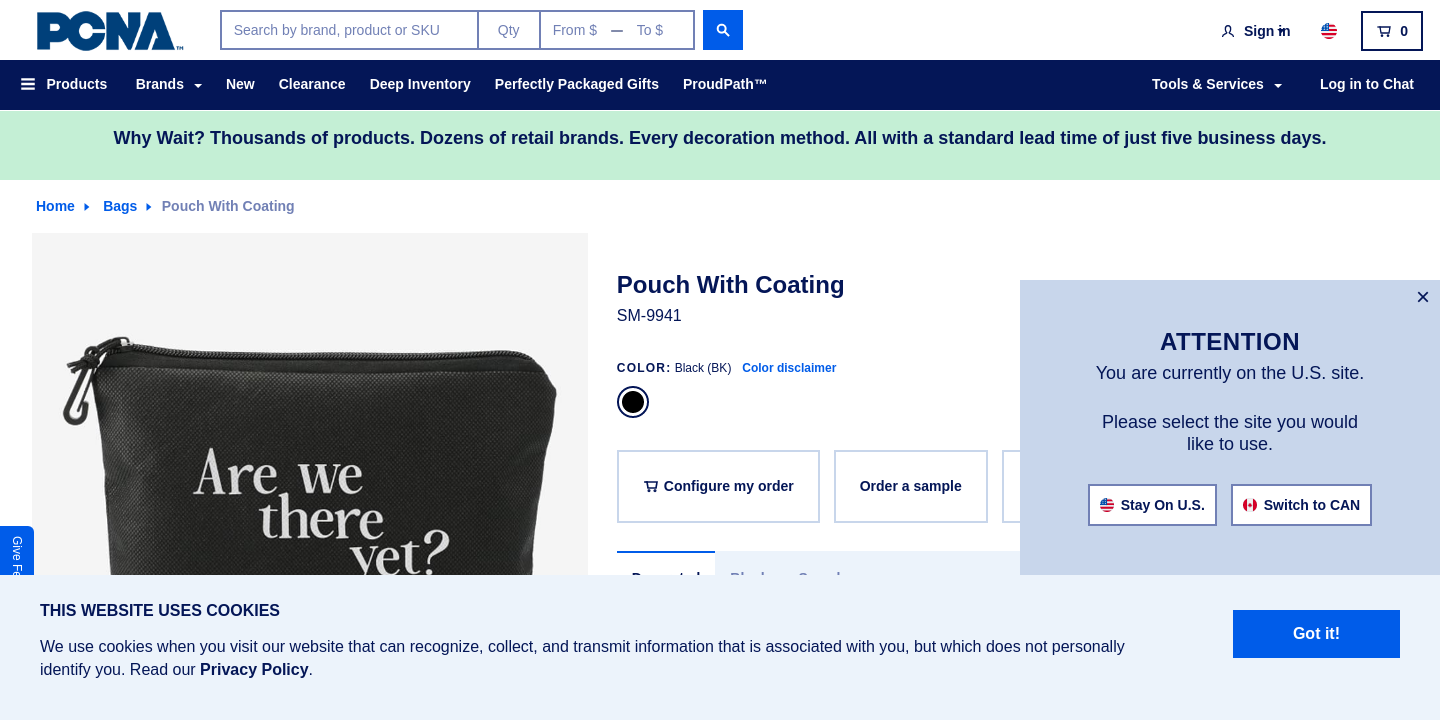 PCNA™
Search by brand, product or SKU
Qty
From $ — To $
Sign in
0
Products
Brands
New
Clearance
Deep Inventory
Perfectly Packaged Gifts
ProudPath™
Tools & Services
Log in to Chat
Why Wait? Thousands of products. Dozens of retail brands. Every decoration method. All with a standard lead time of just five business days.
Home
Bags
Pouch With Coating
Are we
there
yet?
Pouch With Coating
SM-9941
COLOR: Black (BK) Color disclaimer
Configure my order
Order a sample
×
ATTENTION
You are currently on the U.S. site.
Please select the site you would
like to use.
Stay On U.S.
Switch to CAN
Give
THIS WEBSITE USES COOKIES
We use cookies when you visit our website that can recognize, collect, and transmit information that is associated with you, but which does not personally
identify you. Read our Privacy Policy.
Got it!